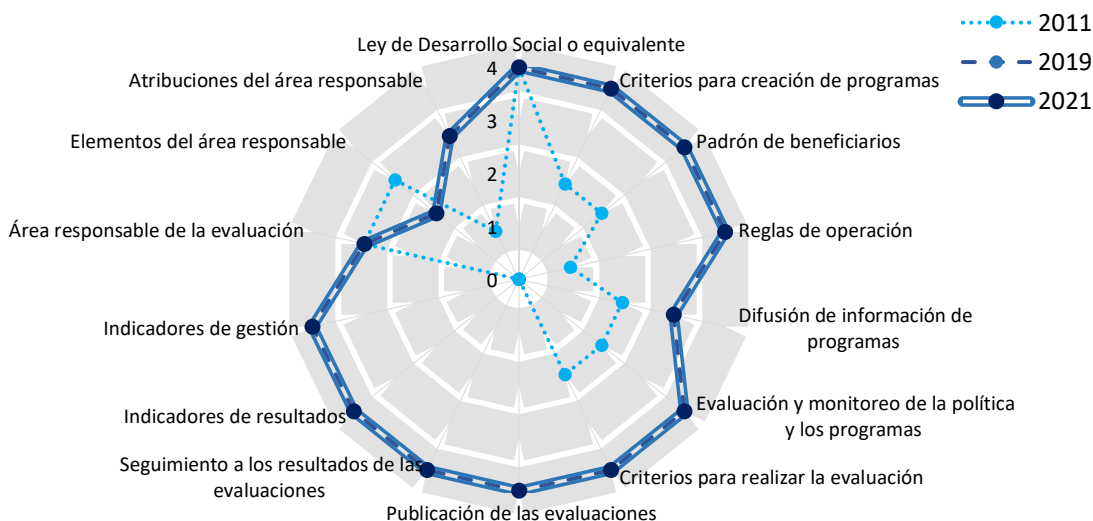 2011
2019
2021
Ley de Desarrollo Social o equivalente
Atribuciones del área responsable
Criterios para creación de programas
Elementos del área responsable
Padrón de beneficiarios
Área responsable de la evaluación
Reglas de operación
Indicadores de gestión
Difusión de información de
programas
Indicadores de resultados
Evaluación y monitoreo de la política
y los programas
Seguimiento a los resultados de las
evaluaciones
Criterios para realizar la evaluación
Publicación de las evaluaciones
4
3
2
1
0